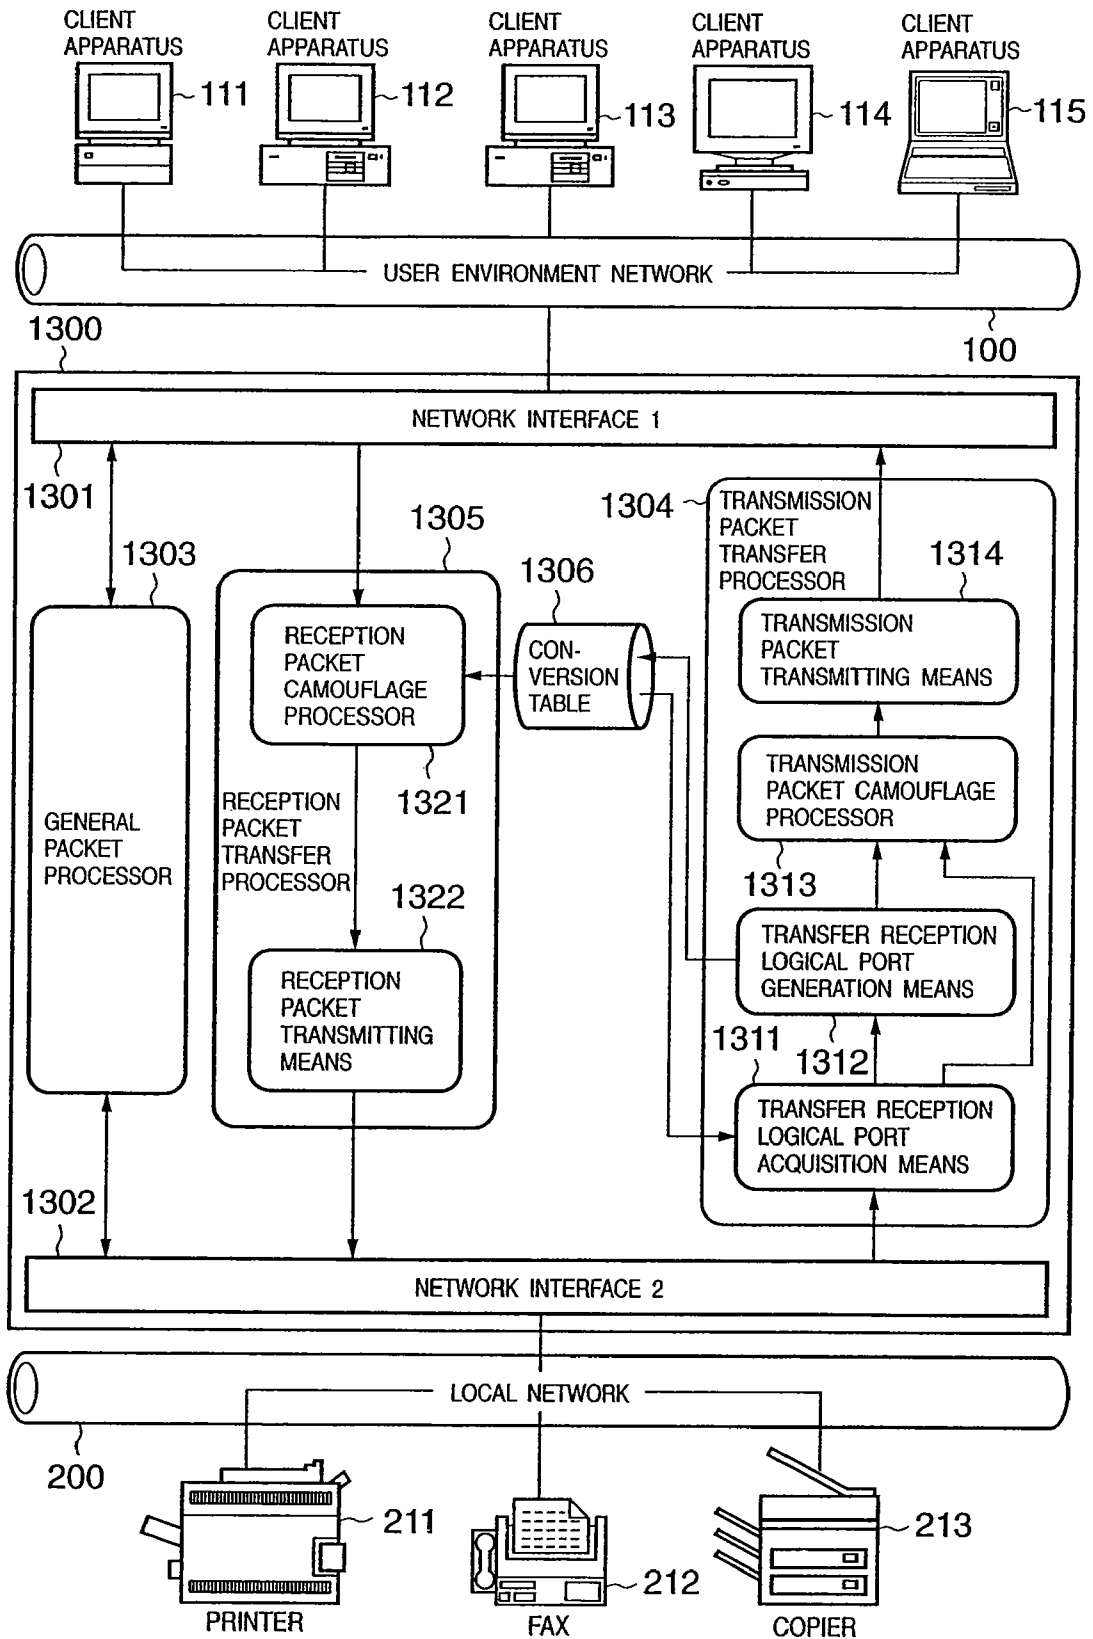 CLIENT
APPARATUS
CLIENT
APPARATUS
CLIENT
APPARATUS
CLIENT
APPARATUS
CLIENT
APPARATUS
111
112
113
114
115
USER ENVIRONMENT NETWORK
1300
100
NETWORK INTERFACE 1
1301
1303
1305
1306
1304
TRANSMISSION
PACKET
TRANSFER
PROCESSOR
1314
TRANSMISSION
PACKET
TRANSMITTING MEANS
RECEPTION
PACKET
CAMOUFLAGE
PROCESSOR
CON-
VERSION
TABLE
1321
TRANSMISSION
PACKET CAMOUFLAGE
PROCESSOR
1313
GENERAL
PACKET
PROCESSOR
RECEPTION
PACKET
TRANSFER
PROCESSOR
1322
TRANSFER RECEPTION
LOGICAL PORT
GENERATION MEANS
RECEPTION
PACKET
TRANSMITTING
MEANS
1311
1312
TRANSFER RECEPTION
LOGICAL PORT
ACQUISITION MEANS
1302
NETWORK INTERFACE 2
LOCAL NETWORK
200
211
212
213
PRINTER
FAX
COPIER